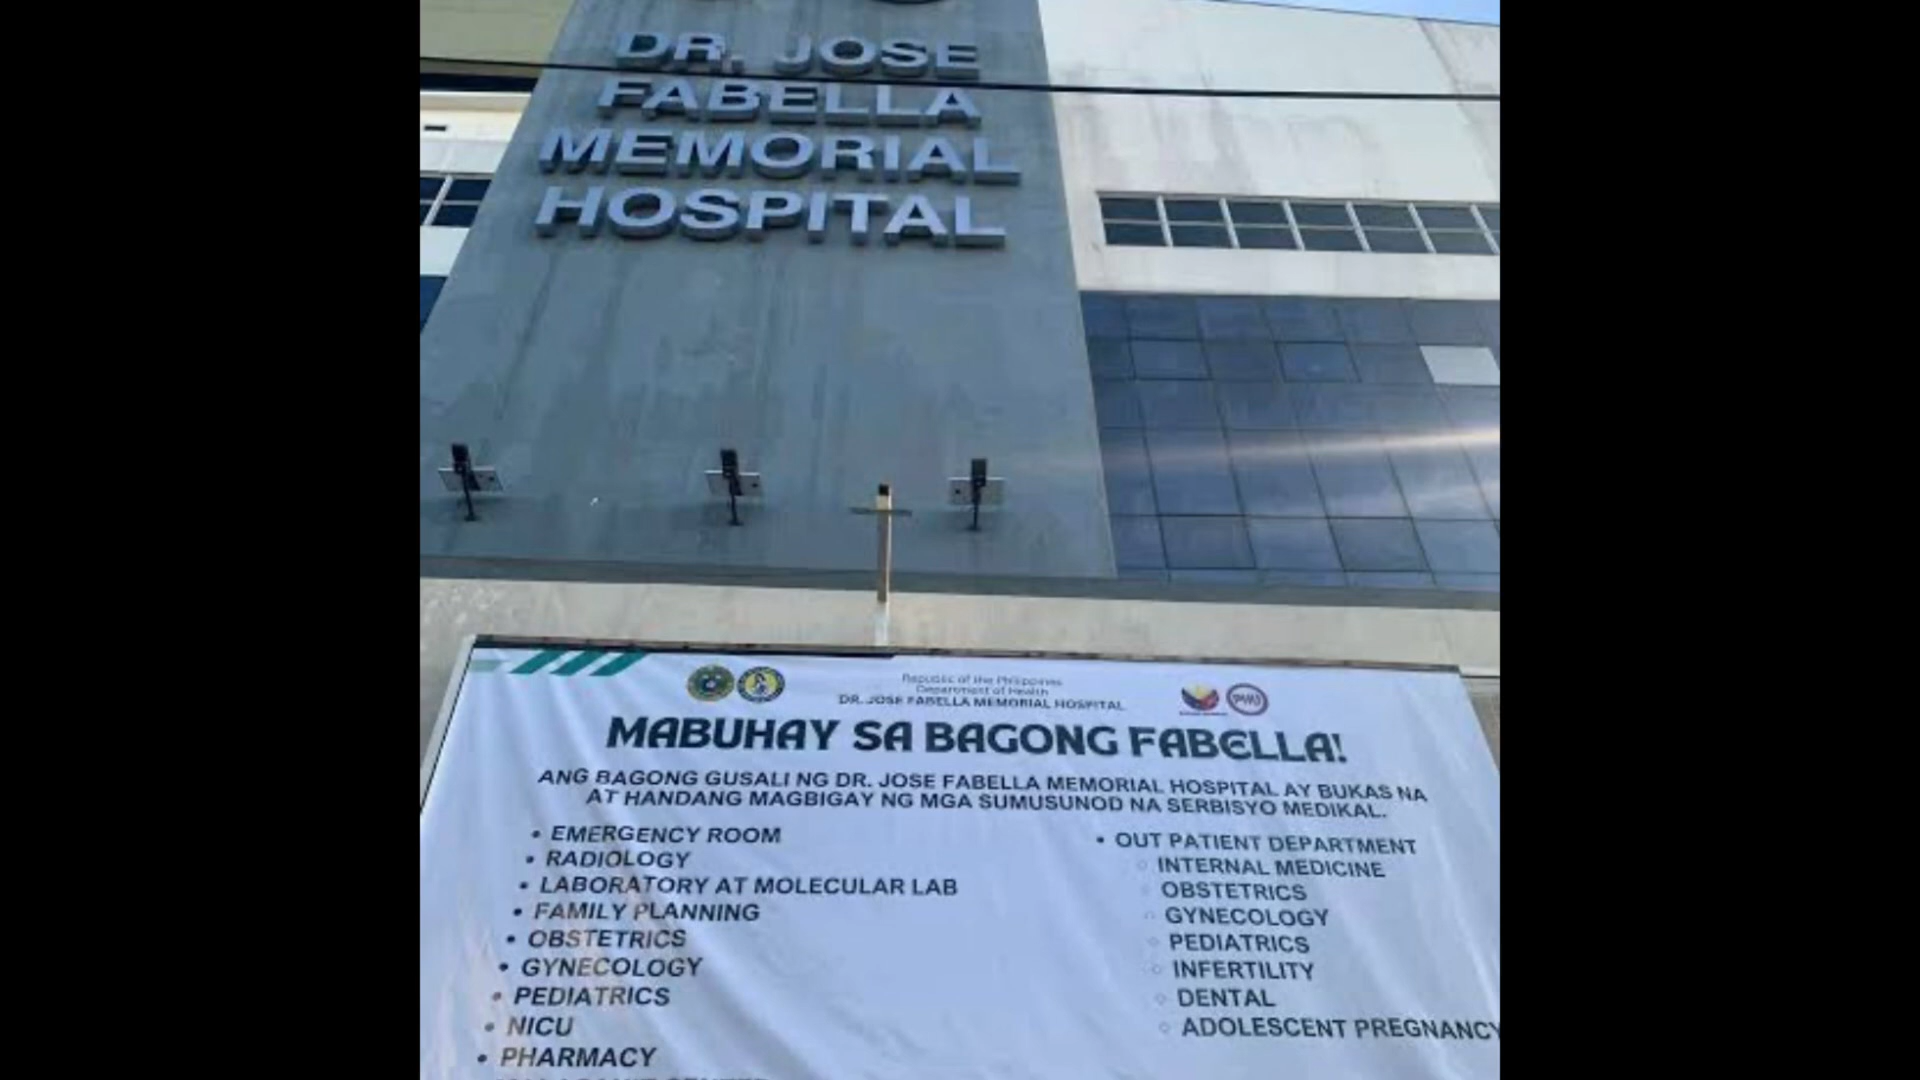 DR. JOSE
FABELLA
MEMORIAL
HOSPITAL
Republic of the Philippines
Department of Health
DR. JOSE FABELLA MEMORIAL HOSPITAL
MABUHAY SA BAGONG FABELLA!
ANG BAGONG GUSALI NG DR. JOSE FABELLA MEMORIAL HOSPITAL AY BUKAS NA
AT HANDANG MAGBIGAY NG MGA SUMUSUNOD NA SERBISYO MEDIKAL.
• EMERGENCY ROOM
• RADIOLOGY
• LABORATORY AT MOLECULAR LAB
• FAMILY PLANNING
• OBSTETRICS
• GYNECOLOGY
• PEDIATRICS
• NICU
• PHARMACY
• OUT PATIENT DEPARTMENT
○ INTERNAL MEDICINE
○ OBSTETRICS
○ GYNECOLOGY
○ PEDIATRICS
○ INFERTILITY
○ DENTAL
○ ADOLESCENT PREGNANCY